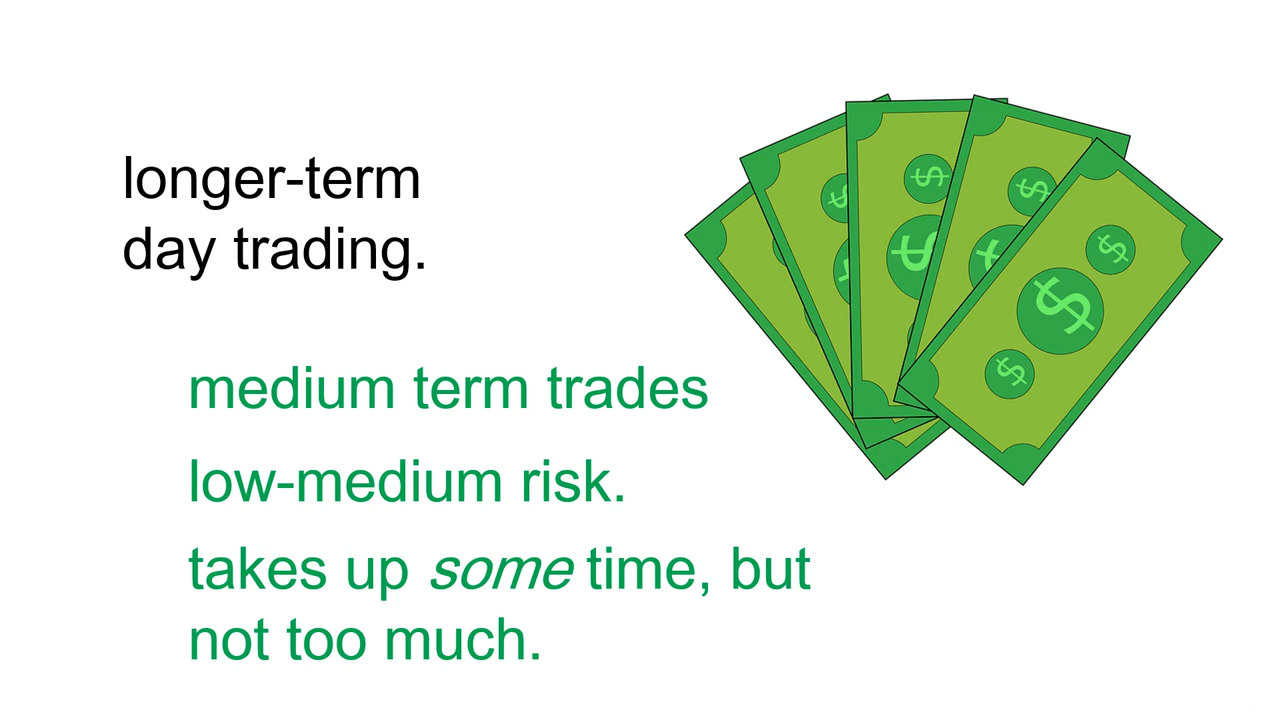 longer-term
day trading.
medium term trades
low-medium risk.
takes up some time, but
not too much.
$
$
$
$
$
$
$
$